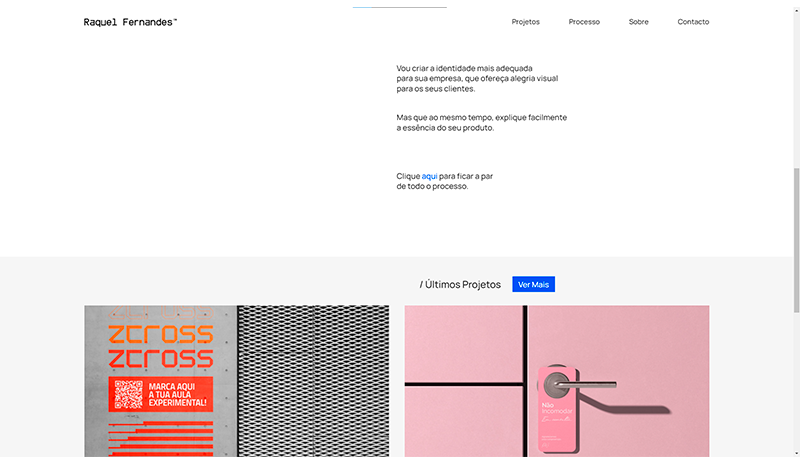 Raquel Fernandes™
Projetos
Processo
Sobre
Contacto
Vou criar a identidade mais adequada
para sua empresa, que ofereça alegria visual
para os seus clientes.
Mas que ao mesmo tempo, explique facilmente
a essência do seu produto.
Clique aqui para ficar a par
de todo o processo.
/ Últimos Projetos
Ver Mais
ZCROSS
ZCROSS
MARCA AQUI
A TUA AULA
EXPERIMENTAL!
Não
Incomodar